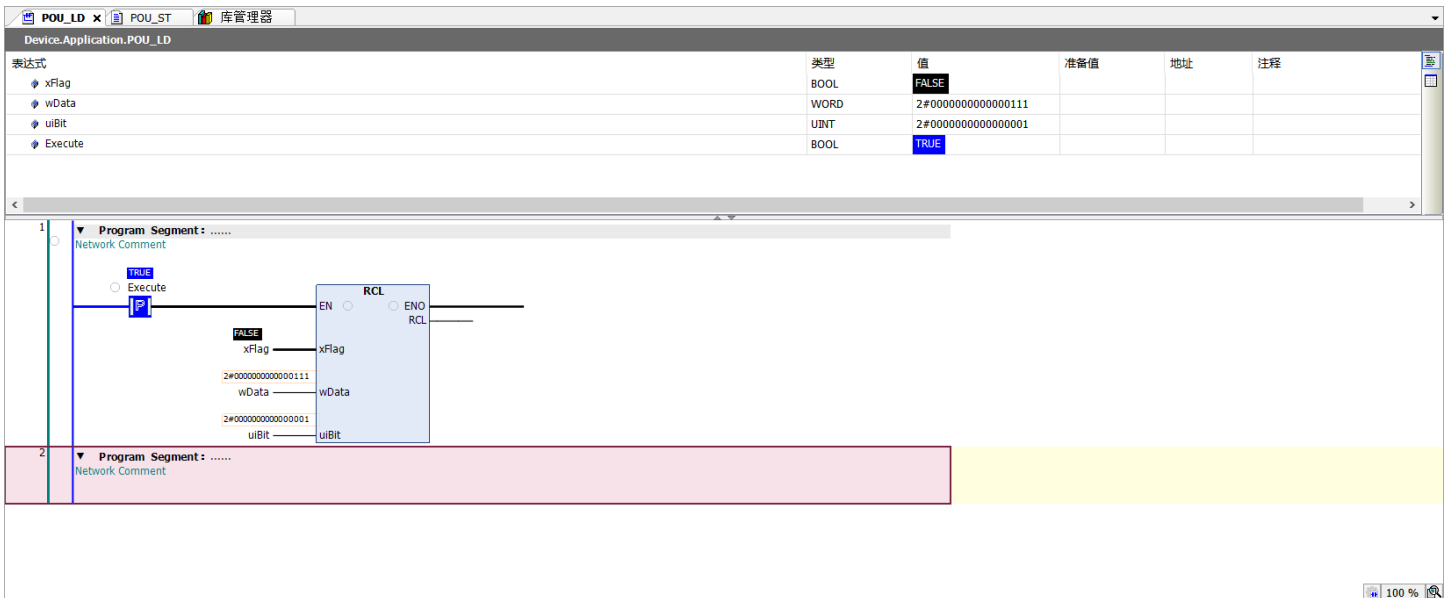 POU_LD x POU_ST 库管理器
Device.Application.POU_LD
表达式 类型 值 准备值 地址 注释
xFlag BOOL FALSE
wData WORD 2#0000000000000111
uiBit UINT 2#0000000000000001
Execute BOOL TRUE
1 Program Segment: ......
Network Comment
TRUE
Execute
RCL
P EN ENO
RCL
FALSE
xFlag xFlag
2#0000000000000111
wData wData
2#0000000000000001
uiBit uiBit
2 Program Segment: ......
Network Comment
100 %